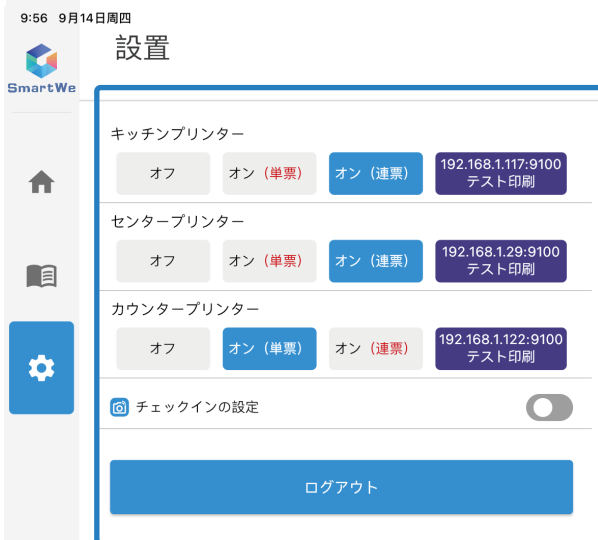 9:56 9月14日周四
設置
SmartWe
キッチンプリンター
オフ オン（単票） オン（連票） 192.168.1.117:9100
テスト印刷
センタープリンター
オフ オン（単票） オン（連票） 192.168.1.29:9100
テスト印刷
カウンタープリンター
オフ オン（単票） オン（連票） 192.168.1.122:9100
テスト印刷
チェックインの設定
ログアウト